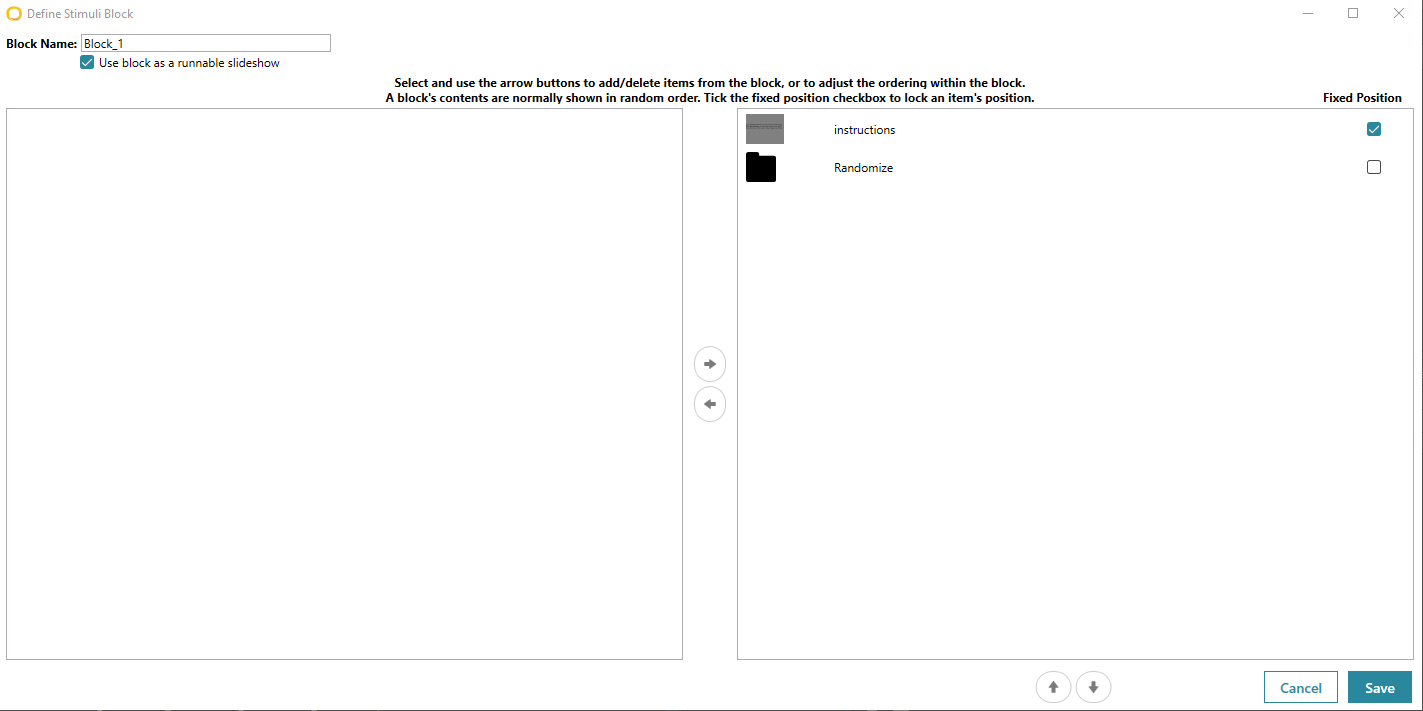 Define Stimuli Block
Block Name: Block_1
Use block as a runnable slideshow
Select and use the arrow buttons to add/delete items from the block, or to adjust the ordering within the block.
A block's contents are normally shown in random order. Tick the fixed position checkbox to lock an item's position.
Fixed Position
instructions
Randomize
Cancel
Save